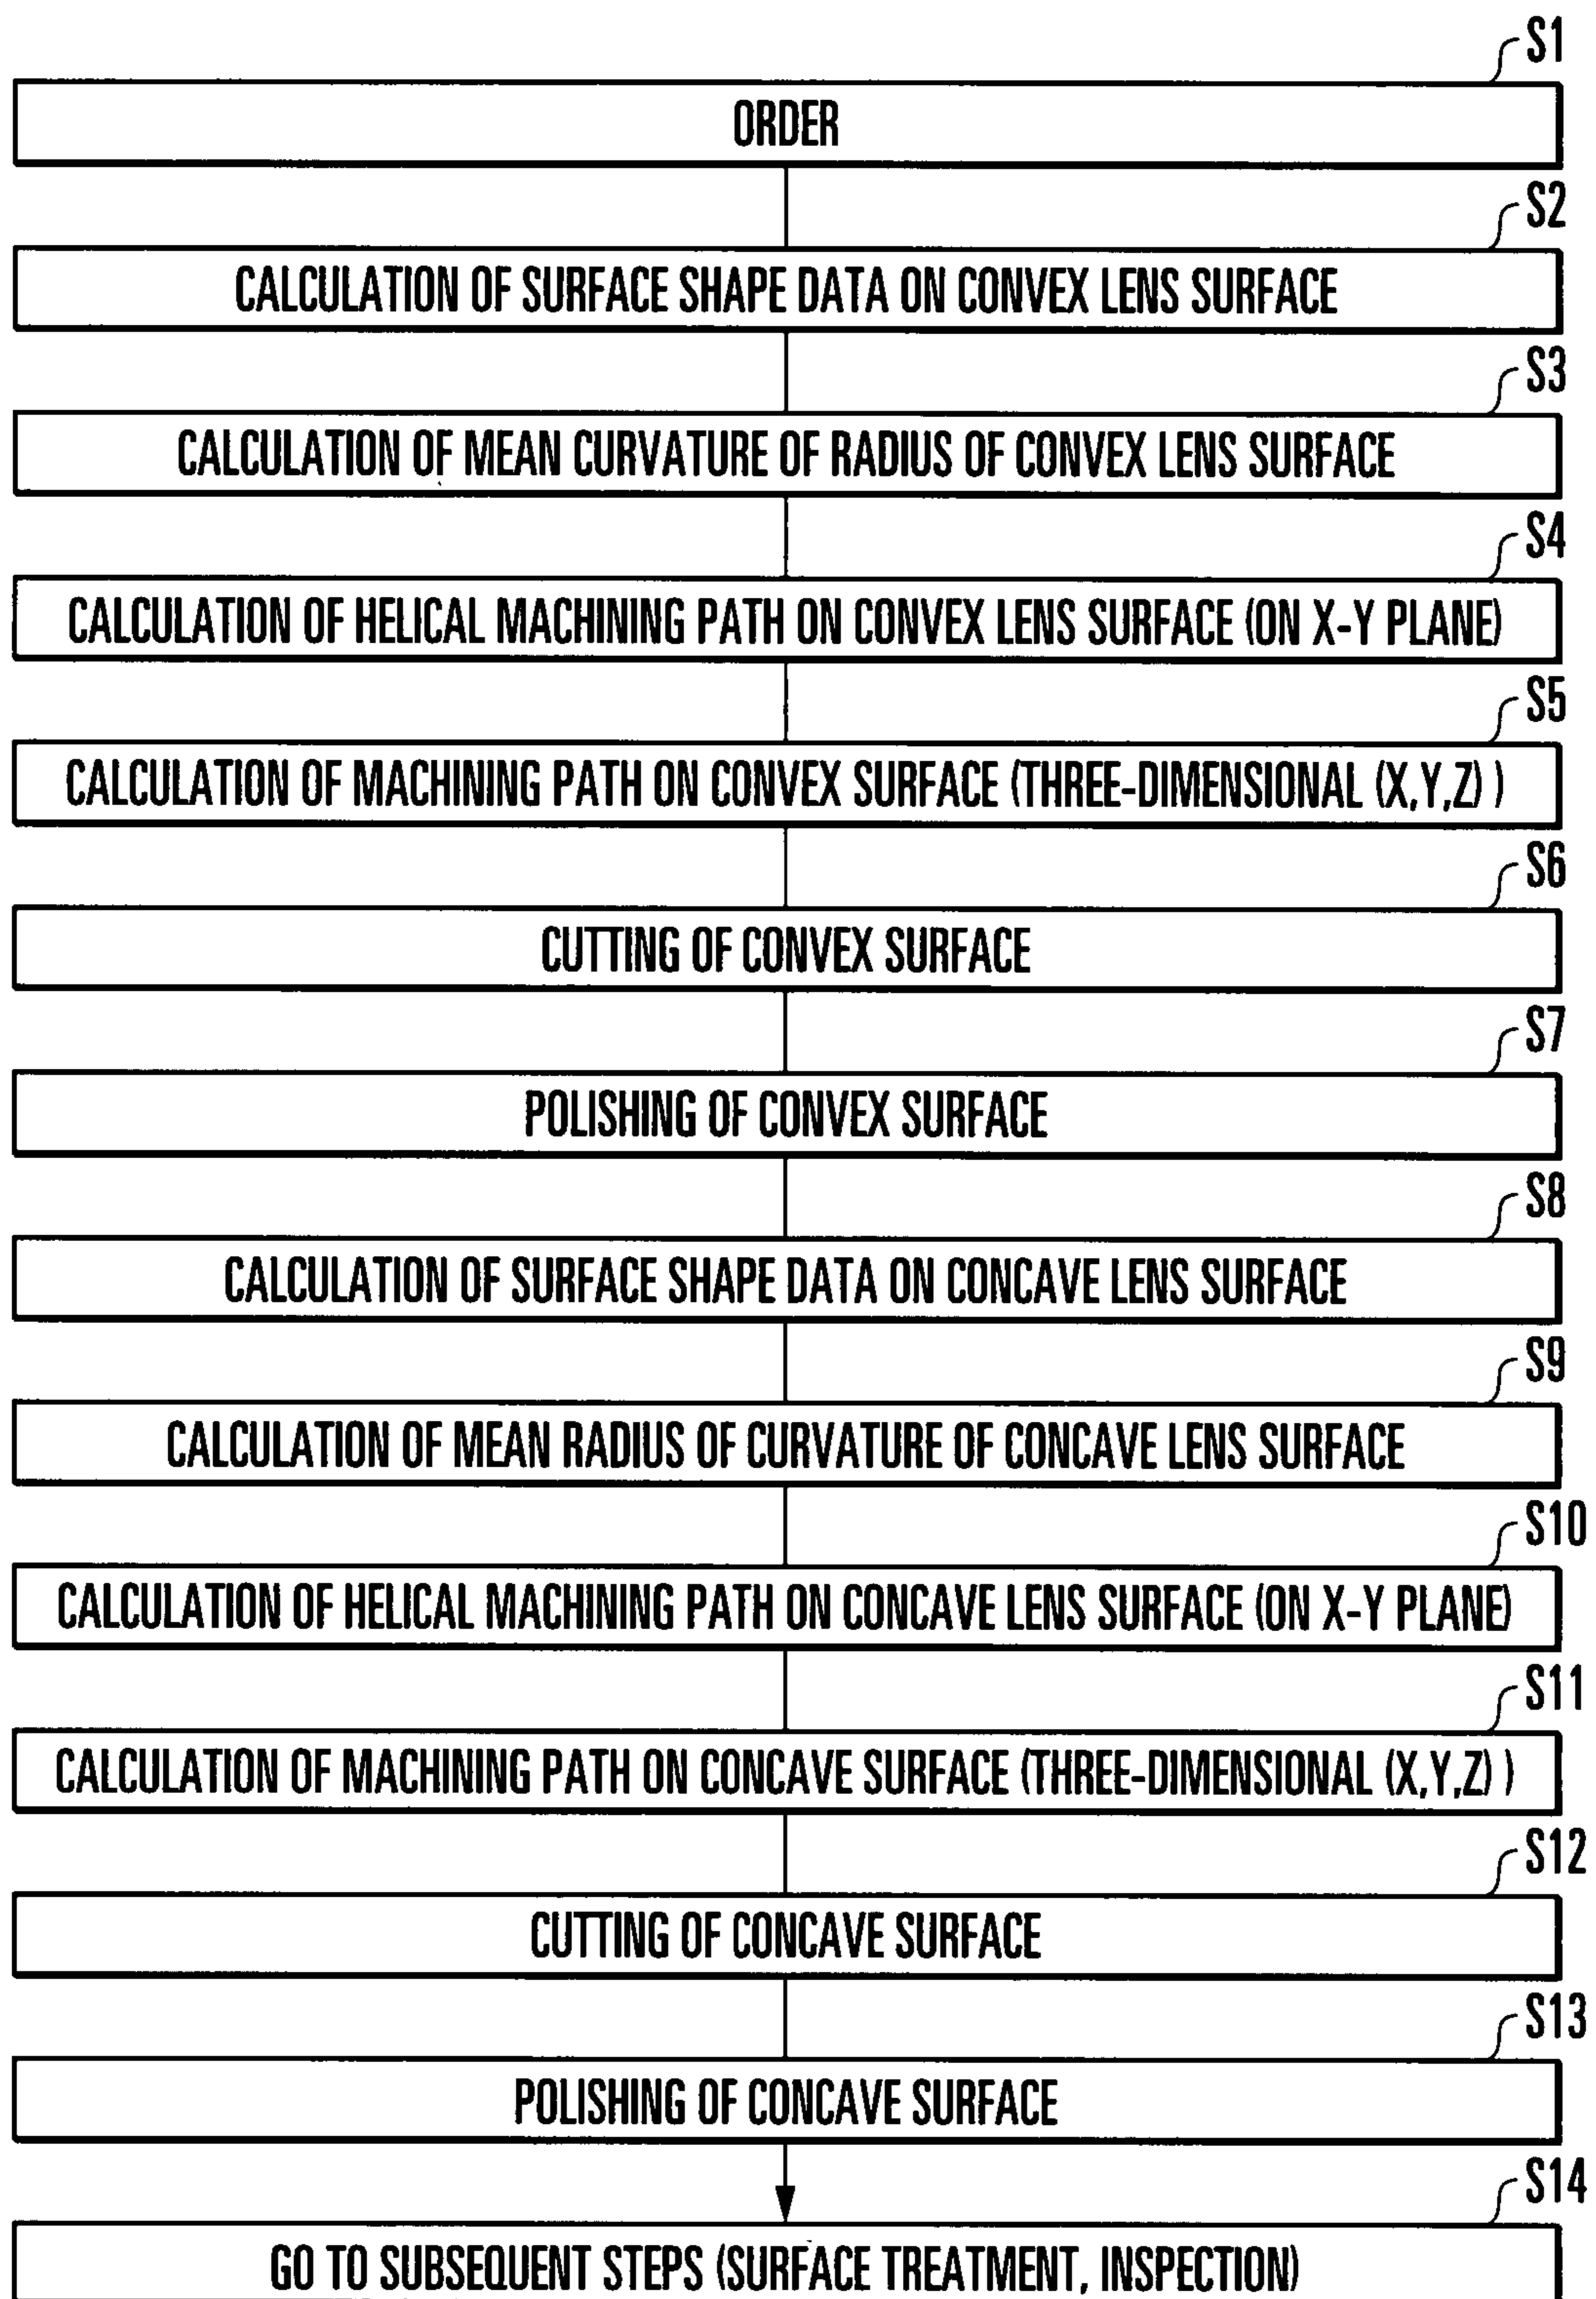 S1
ORDER
S2
CALCULATION OF SURFACE SHAPE DATA ON CONVEX LENS SURFACE
S3
CALCULATION OF MEAN CURVATURE OF RADIUS OF CONVEX LENS SURFACE
S4
CALCULATION OF HELICAL MACHINING PATH ON CONVEX LENS SURFACE (ON X-Y PLANE)
S5
CALCULATION OF MACHINING PATH ON CONVEX SURFACE (THREE-DIMENSIONAL (X,Y,Z) )
S6
CUTTING OF CONVEX SURFACE
S7
POLISHING OF CONVEX SURFACE
S8
CALCULATION OF SURFACE SHAPE DATA ON CONCAVE LENS SURFACE
S9
CALCULATION OF MEAN RADIUS OF CURVATURE OF CONCAVE LENS SURFACE
S10
CALCULATION OF HELICAL MACHINING PATH ON CONCAVE LENS SURFACE (ON X-Y PLANE)
S11
CALCULATION OF MACHINING PATH ON CONCAVE SURFACE (THREE-DIMENSIONAL (X,Y,Z) )
S12
CUTTING OF CONCAVE SURFACE
S13
POLISHING OF CONCAVE SURFACE
S14
GO TO SUBSEQUENT STEPS (SURFACE TREATMENT, INSPECTION)